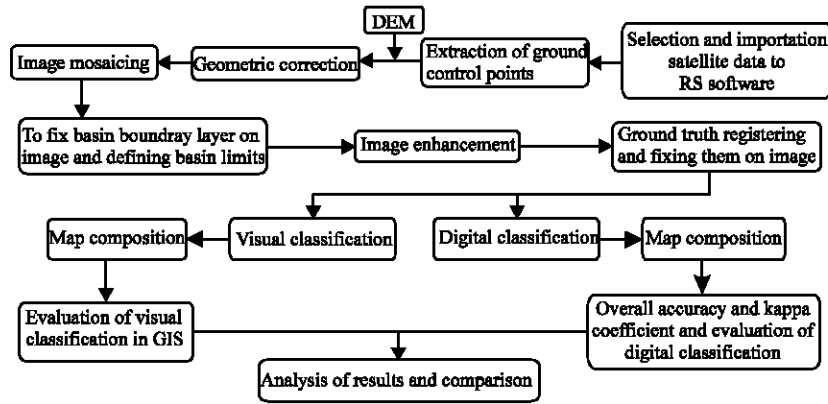 DEM
Selection and importation
satellite data to
RS software
Extraction of ground
control points
Geometric correction
Image mosaicing
To fix basin boundray layer on
image and defining basin limits
Image enhancement
Ground truth registering
and fixing them on image
Map composition
Visual classification
Digital classification
Map composition
Evaluation of visual
classification in GIS
Overall accuracy and kappa
coefficient and evaluation of
digital classification
Analysis of results and comparison